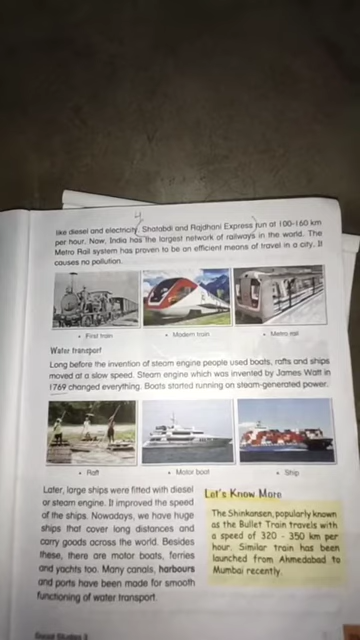 4
like diesel and electricity. Shatabdi and Rajdhani Express run at 100-160 km
per hour. Now, India has the largest network of railways in the world. The
Metro Rail system has proven to be an efficient means of travel in a city. It
causes no pollution.
• First train
• Modern train
• Metro rail
Water transport
Long before the invention of steam engine people used boats, rafts and ships
moved at a slow speed. Steam engine which was invented by James Watt in
1769 changed everything. Boats started running on steam-generated power.
• Raft
• Motor boat
• Ship
Later, large ships were fitted with diesel
or steam engine. It improved the speed
of the ships. Nowadays, we have huge
ships that cover long distances and
carry goods across the world. Besides
these, there are motor boats, ferries
and yachts too. Many canals, harbours
and ports have been made for smooth
functioning of water transport.
Let's Know More
The Shinkansen, popularly known
as the Bullet Train travels with
a speed of 320 - 350 km per
hour. Similar train has been
launched from Ahmedabad to
Mumbai recently.
Social Studies